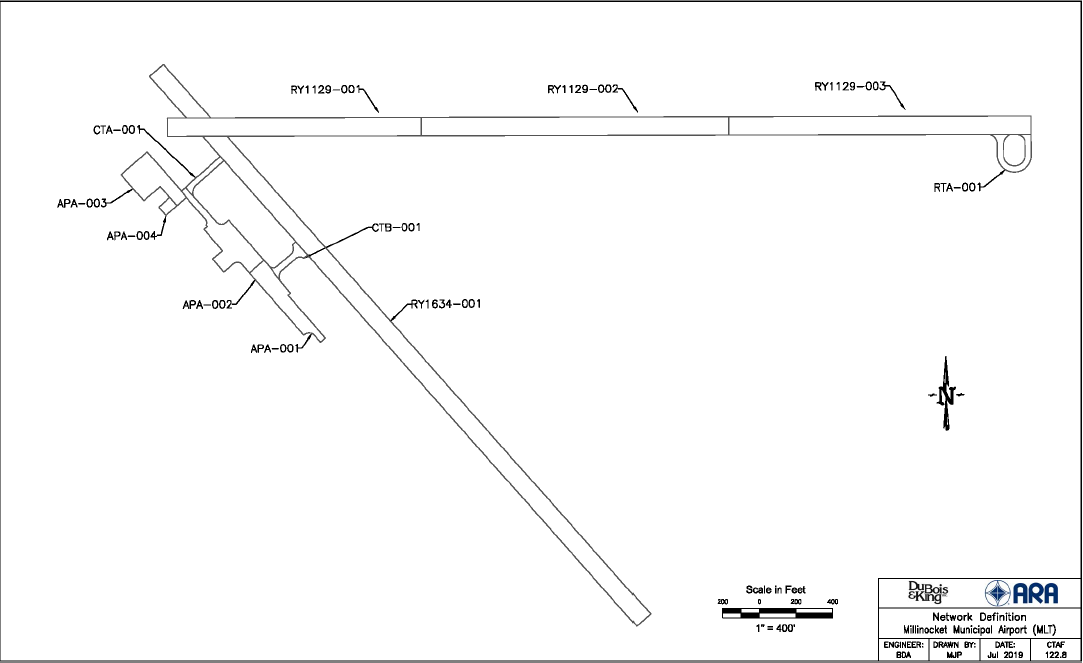 RY1129-001
RY1129-002
RY1129-003
CTA-001
RTA-001
APA-003
APA-004
CTB-001
APA-002
RY1634-001
APA-001
N
Scale in Feet
200 0 200 400
1" = 400'
DuBois
&King
ARA
Network Definition
Millinocket Municipal Airport (MLT)
ENGINEER: DRAWN BY: DATE: CTAF
BDA MJP Jul 2019 122.8